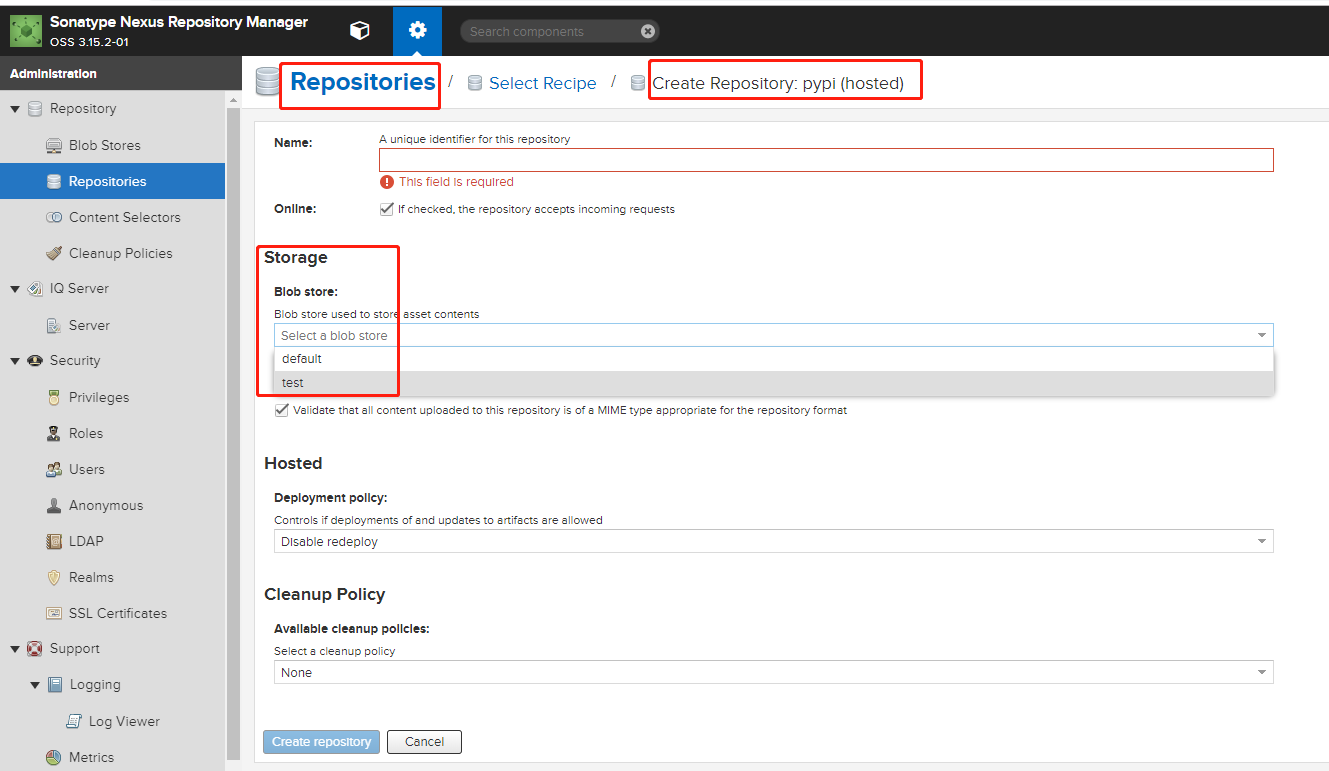 Sonatype Nexus Repository Manager
OSS 3.15.2-01
Search components
Administration
Repository
Blob Stores
Repositories
Content Selectors
Cleanup Policies
IQ Server
Server
Security
Privileges
Roles
Users
Anonymous
LDAP
Realms
SSL Certificates
Support
Logging
Log Viewer
Metrics
Repositories / Select Recipe / Create Repository: pypi (hosted)
Name:
A unique identifier for this repository
This field is required
Online:
If checked, the repository accepts incoming requests
Storage
Blob store:
Blob store used to store asset contents
Select a blob store
default
test
Validate that all content uploaded to this repository is of a MIME type appropriate for the repository format
Hosted
Deployment policy:
Controls if deployments of and updates to artifacts are allowed
Disable redeploy
Cleanup Policy
Available cleanup policies:
Select a cleanup policy
None
Create repository
Cancel